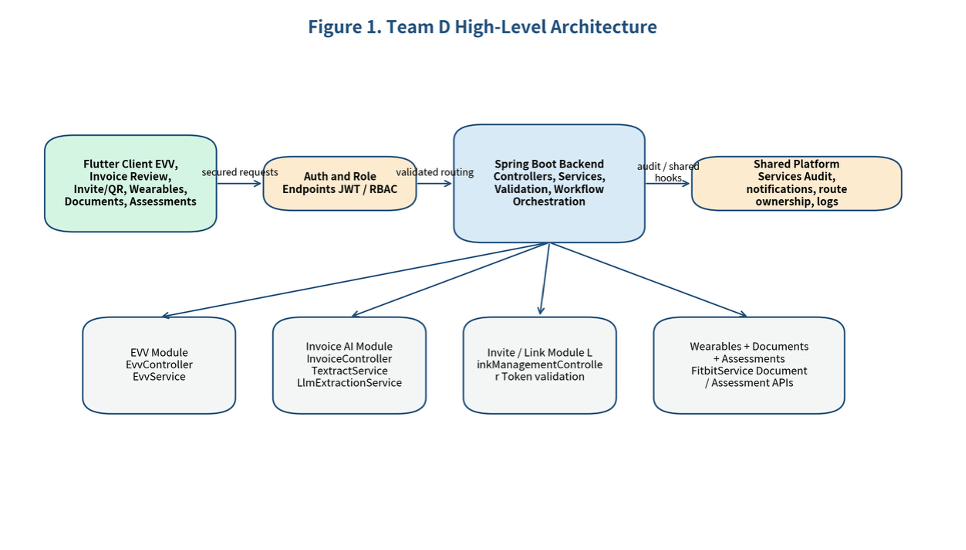 Figure 1. Team D High-Level Architecture
Flutter Client EVV,
Invoice Review,
Invite/QR, Wearables,
Documents, Assessments
secured requests
Auth and Role
Endpoints JWT / RBAC
validated routing
Spring Boot Backend
Controllers, Services,
Validation, Workflow
Orchestration
audit / shared
hooks
Shared Platform
Services Audit,
notifications, route
ownership, logs
EVV Module
EvvController
EvvService
Invoice AI Module
InvoiceController
TextractService
LlmExtractionService
Invite / Link Module L
inkManagementControlle
r Token validation
Wearables + Documents
+ Assessments
FitbitService Document
/ Assessment APIs